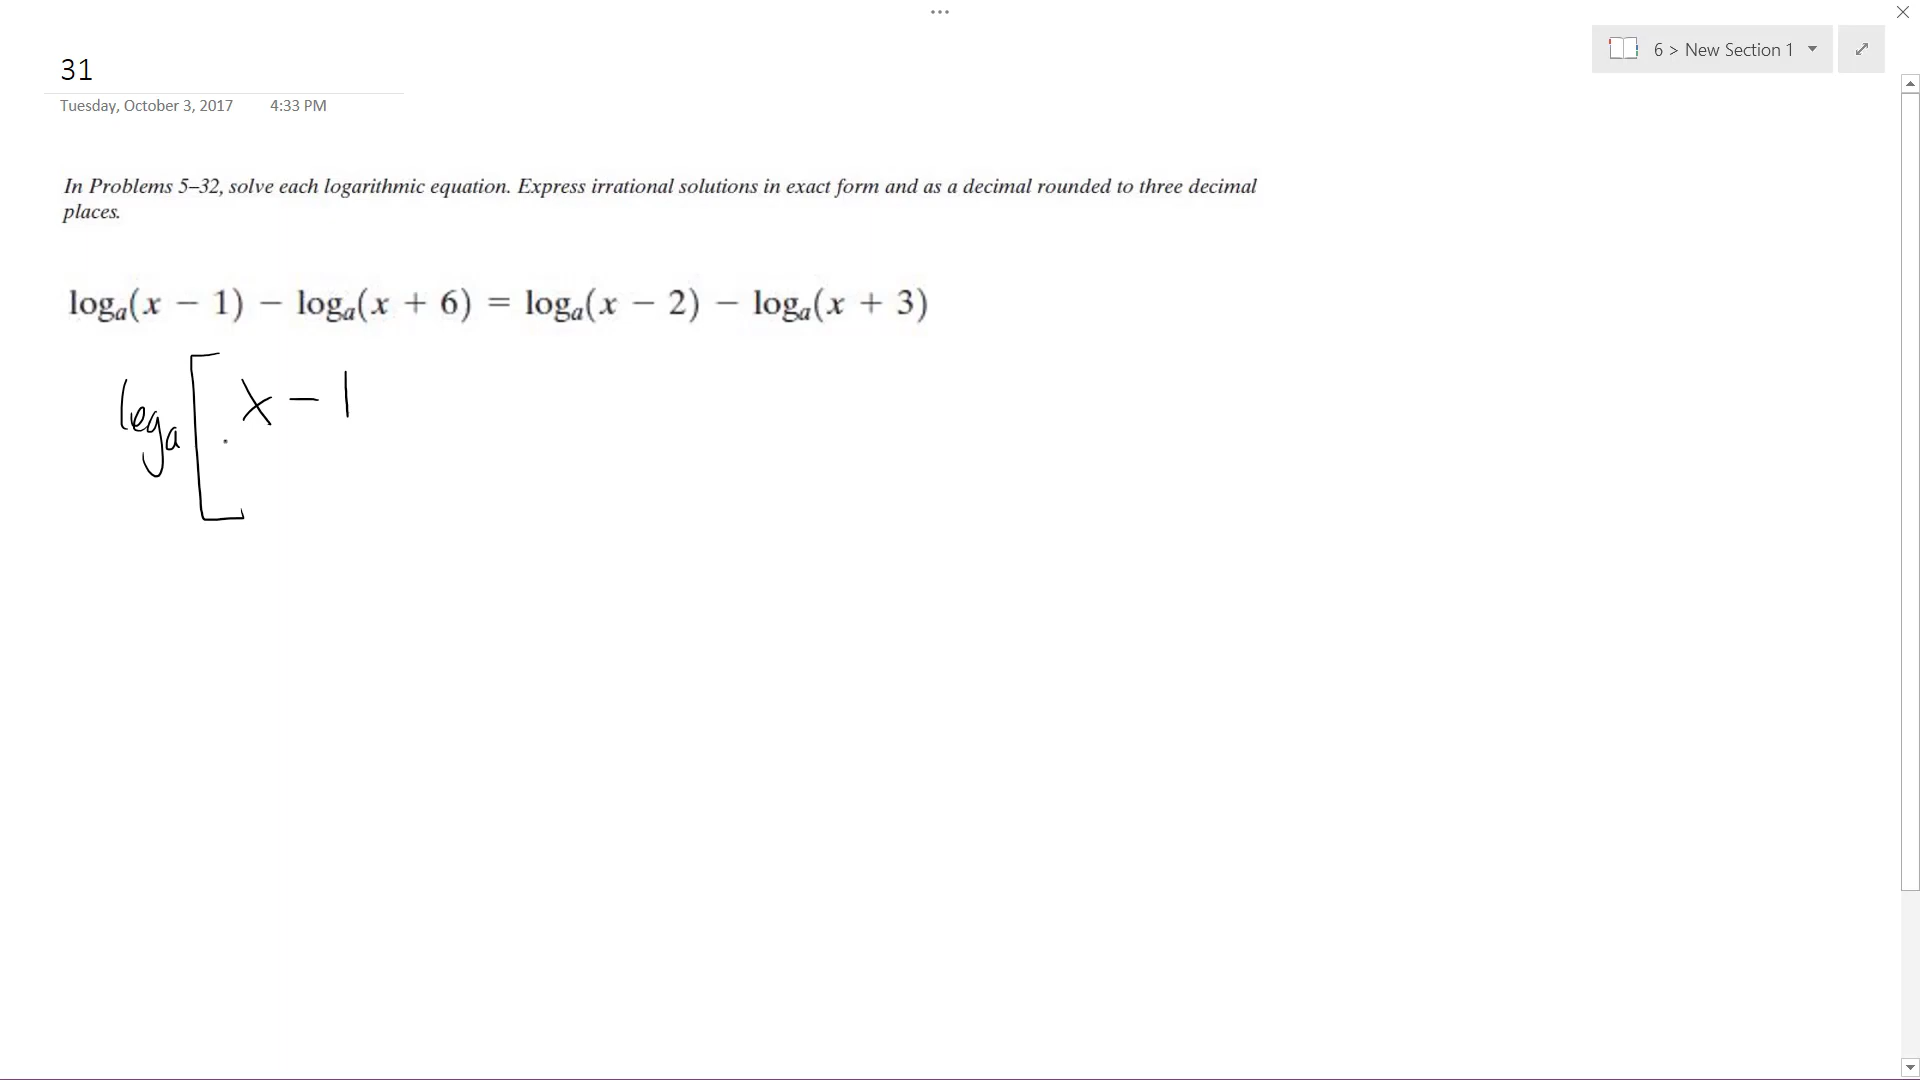 ...
6 > New Section 1
31
Tuesday, October 3, 2017 4:33 PM
In Problems 5–32, solve each logarithmic equation. Express irrational solutions in exact form and as a decimal rounded to three decimal
places.
logₐ(x − 1) − logₐ(x + 6) = logₐ(x − 2) − logₐ(x + 3)
logₐ [ x − 1